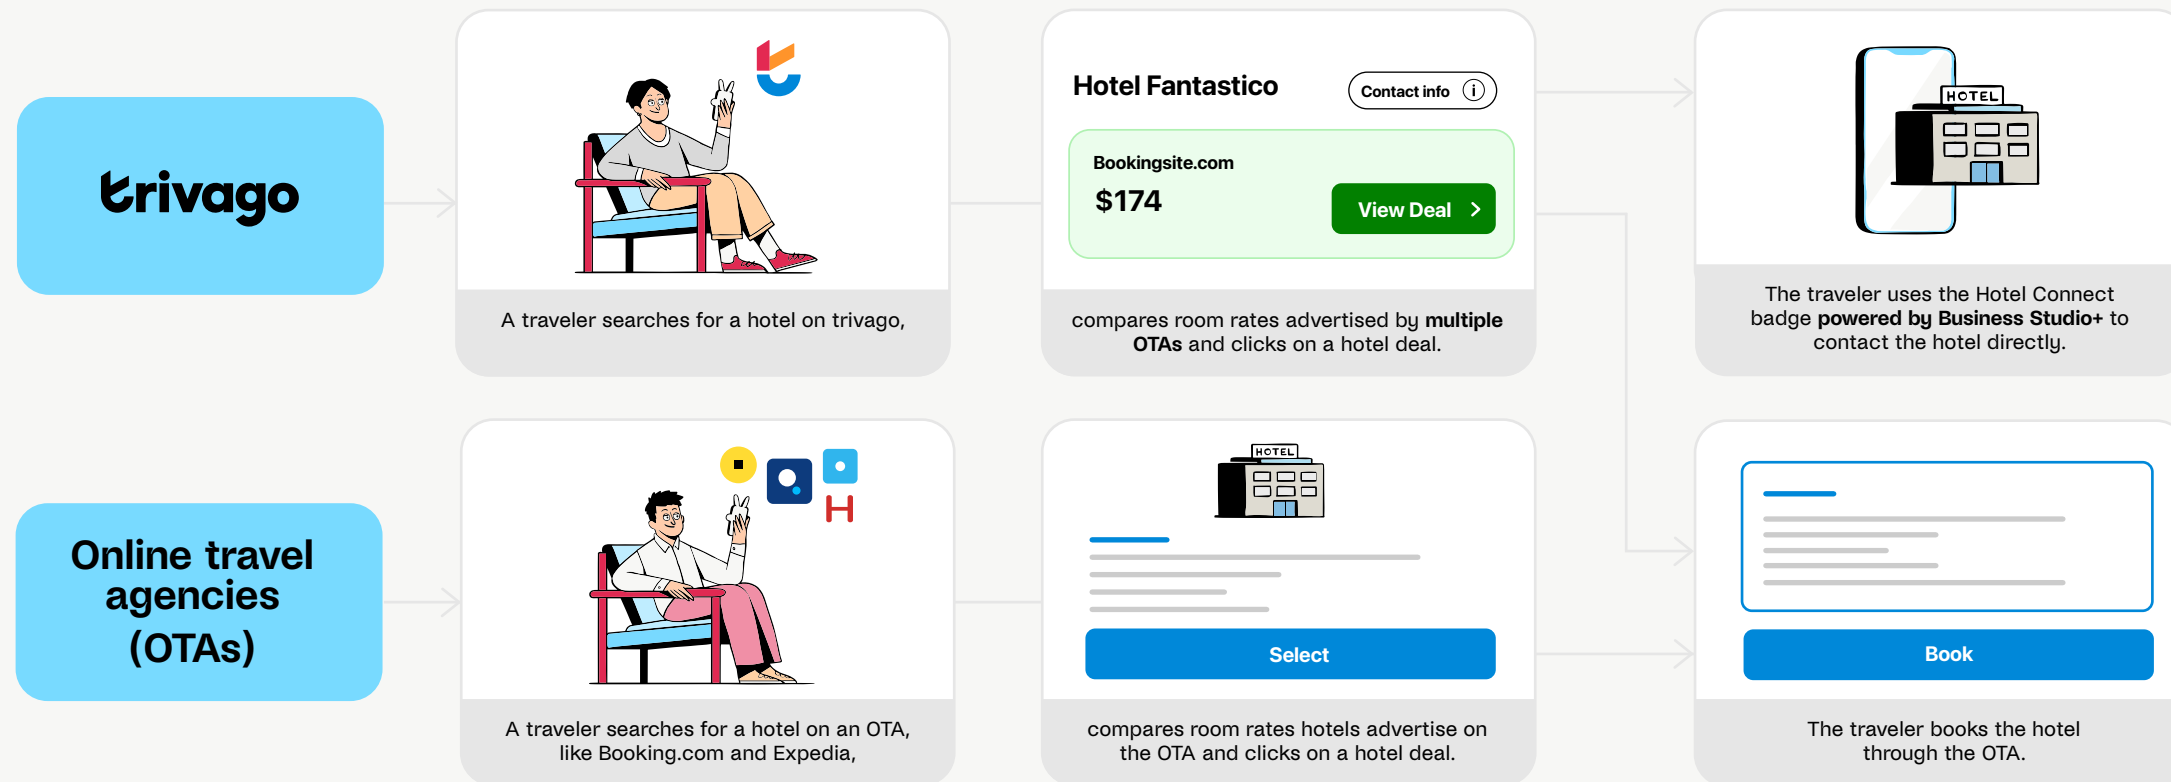 trivago
A traveler searches for a hotel on trivago,
Hotel Fantastico
Contact info i
Bookingsite.com
$174
View Deal
compares room rates advertised by multiple
OTAs and clicks on a hotel deal.
HOTEL
The traveler uses the Hotel Connect
badge powered by Business Studio+ to
contact the hotel directly.
Online travel
agencies
(OTAs)
H
A traveler searches for a hotel on an OTA,
like Booking.com and Expedia,
HOTEL
Select
compares room rates hotels advertise on
the OTA and clicks on a hotel deal.
Book
The traveler books the hotel
through the OTA.